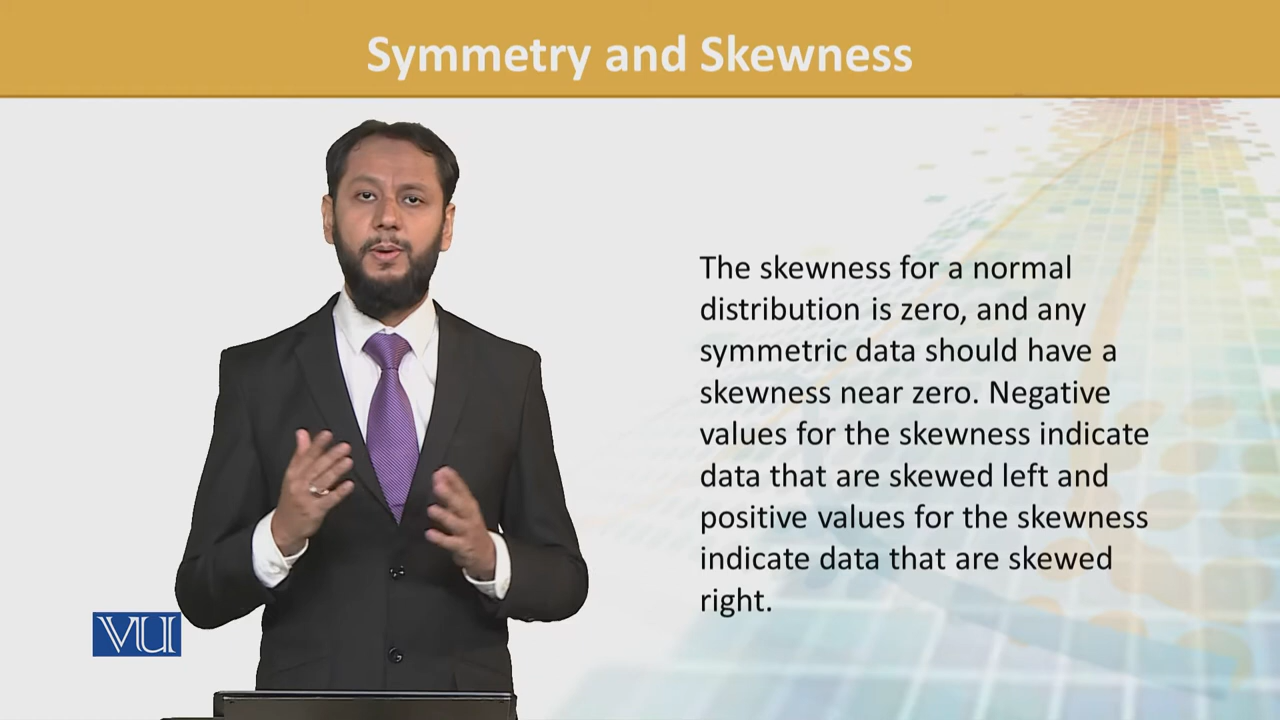 Symmetry and Skewness
The skewness for a normal
distribution is zero, and any
symmetric data should have a
skewness near zero. Negative
values for the skewness indicate
data that are skewed left and
positive values for the skewness
indicate data that are skewed
right.
VU